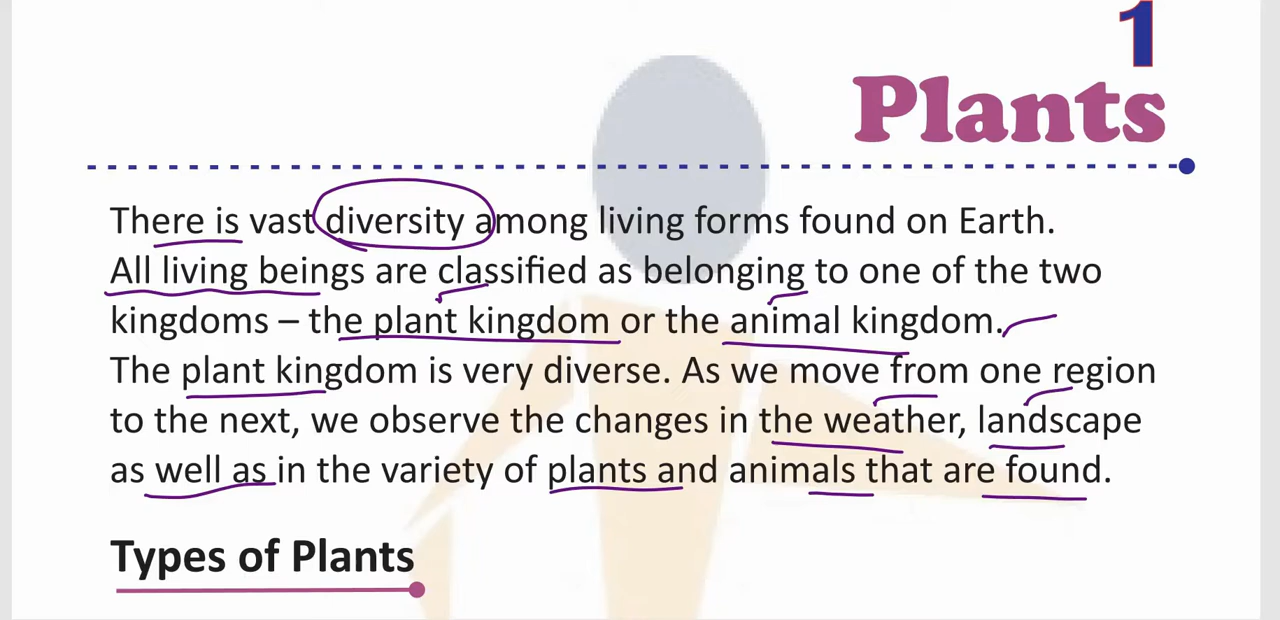 1
Plants
There is vast diversity among living forms found on Earth.
All living beings are classified as belonging to one of the two
kingdoms – the plant kingdom or the animal kingdom.
The plant kingdom is very diverse. As we move from one region
to the next, we observe the changes in the weather, landscape
as well as in the variety of plants and animals that are found.
Types of Plants